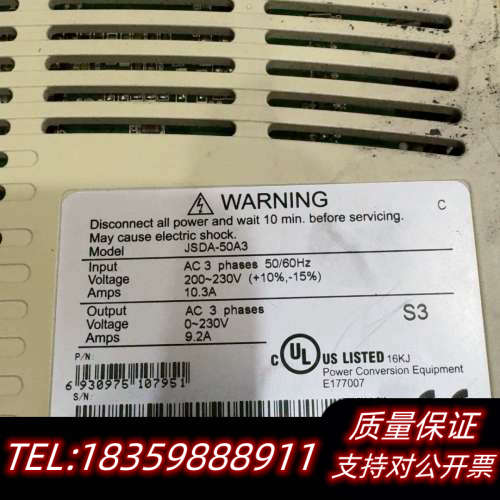 WARNING
C
Disconnect all power and wait 10 min. before servicing.
May cause electric shock.
Model JSDA-50A3
Input AC 3 phases 50/60Hz
Voltage 200~230V (+10%,-15%)
Amps 10.3A
Output AC 3 phases
Voltage 0~230V
Amps 9.2A
S3
P/N:
6 930975 107951
S/N:
C UL US LISTED 16KJ
Power Conversion Equipment
E177007
TEL:18359888911
质量保证
支持对公开票